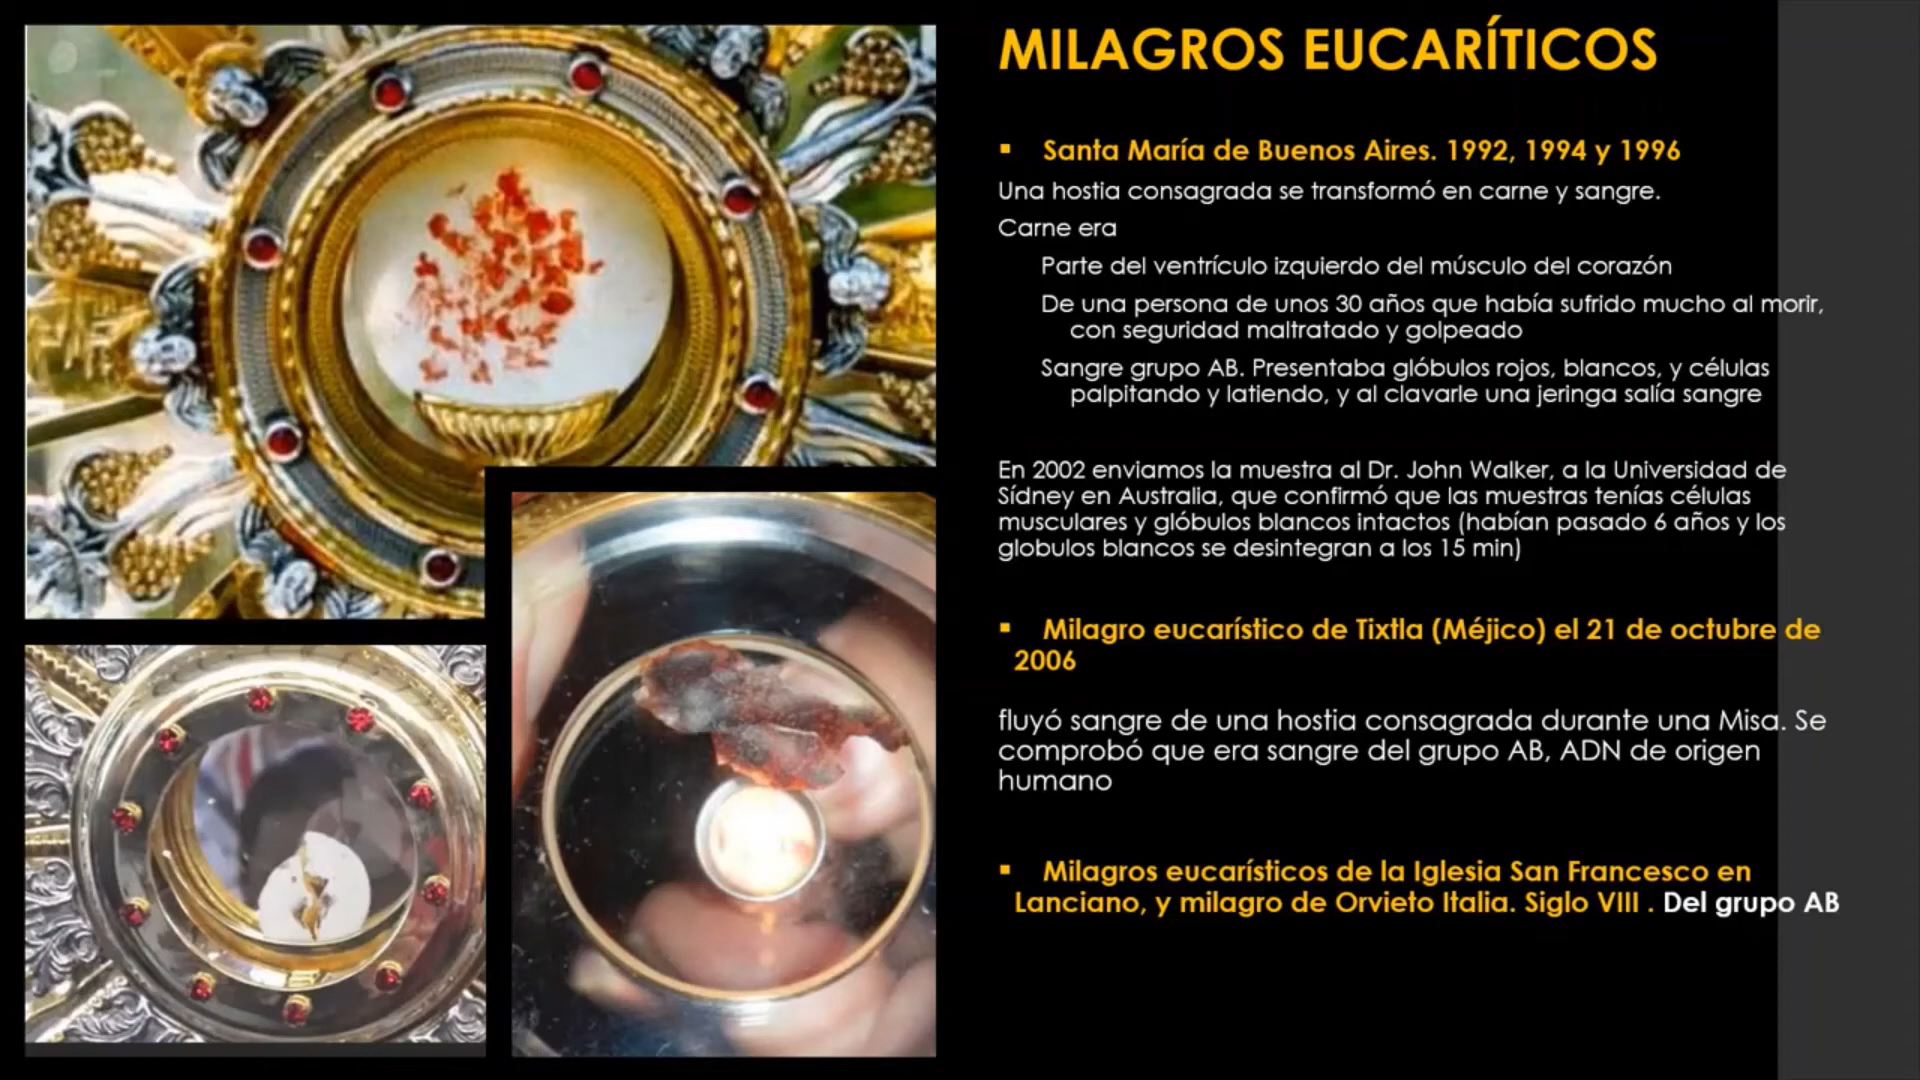 MILAGROS EUCARÍTICOS
▪ Santa María de Buenos Aires. 1992, 1994 y 1996
Una hostia consagrada se transformó en carne y sangre.
Carne era
Parte del ventrículo izquierdo del músculo del corazón
De una persona de unos 30 años que había sufrido mucho al morir,
con seguridad maltratado y golpeado
Sangre grupo AB. Presentaba glóbulos rojos, blancos, y células
palpitando y latiendo, y al clavarle una jeringa salía sangre
En 2002 enviamos la muestra al Dr. John Walker, a la Universidad de
Sídney en Australia, que confirmó que las muestras tenías células
musculares y glóbulos blancos intactos (habían pasado 6 años y los
globulos blancos se desintegran a los 15 min)
▪ Milagro eucarístico de Tixtla (Méjico) el 21 de octubre de
2006
fluyó sangre de una hostia consagrada durante una Misa. Se
comprobó que era sangre del grupo AB, ADN de origen
humano
▪ Milagros eucarísticos de la Iglesia San Francesco en
Lanciano, y milagro de Orvieto Italia. Siglo VIII . Del grupo AB